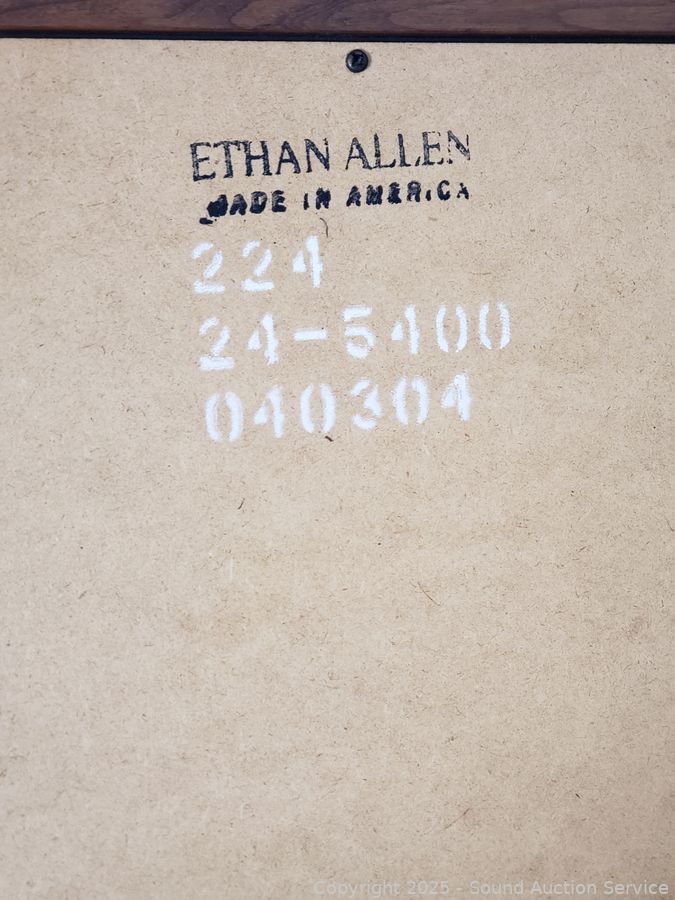 ETHAN ALLEN
MADE IN AMERICA
224
24-5400
040304
Copyright 2025 - Sound Auction Service